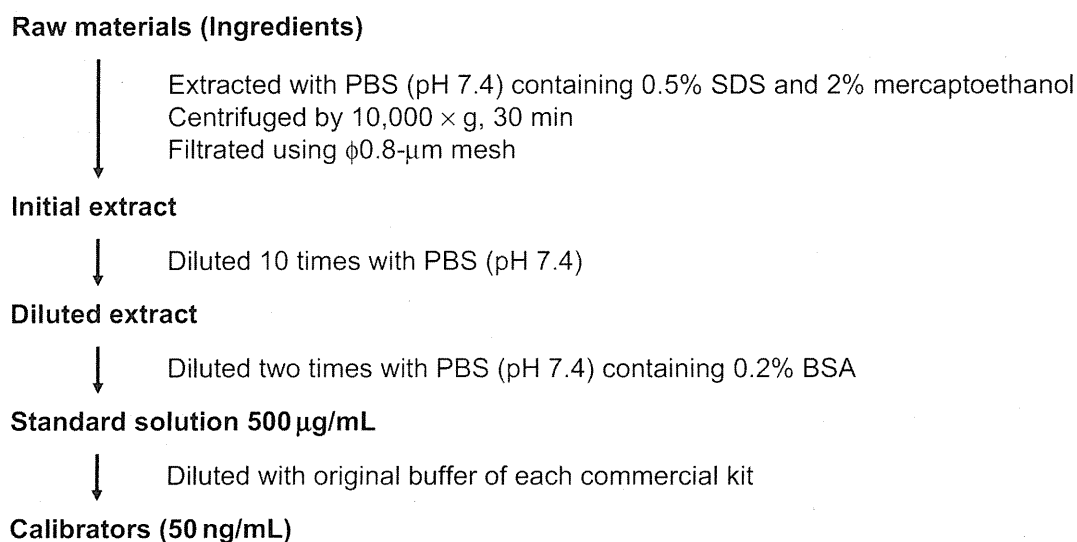 Raw materials (Ingredients)
Extracted with PBS (pH 7.4) containing 0.5% SDS and 2% mercaptoethanol
Centrifuged by 10,000 × g, 30 min
Filtrated using ϕ0.8-μm mesh
Initial extract
Diluted 10 times with PBS (pH 7.4)
Diluted extract
Diluted two times with PBS (pH 7.4) containing 0.2% BSA
Standard solution 500 μg/mL
Diluted with original buffer of each commercial kit
Calibrators (50 ng/mL)